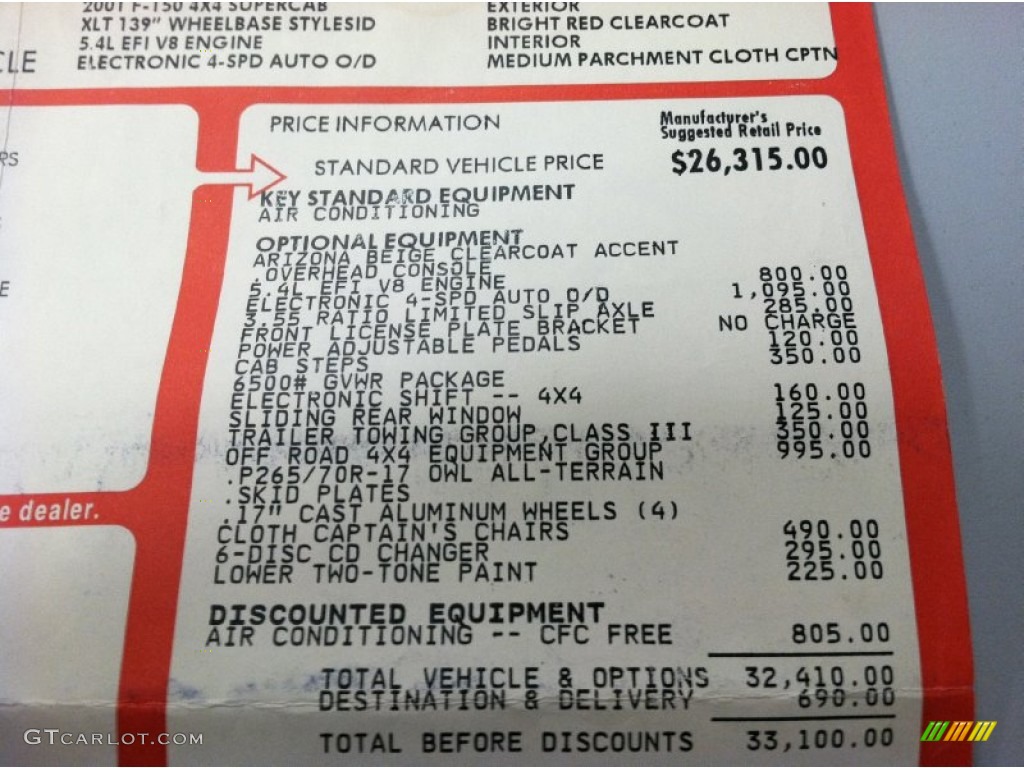 2001 F-150 4X4 SUPERCAB
XLT 139" WHEELBASE STYLESID
5.4L EFI V8 ENGINE
ELECTRONIC 4-SPD AUTO O/D
EXTERIOR
BRIGHT RED CLEARCOAT
INTERIOR
MEDIUM PARCHMENT CLOTH CPTN
CLE
RS
E
e dealer.
PRICE INFORMATION
Manufacturer's
Suggested Retail Price
STANDARD VEHICLE PRICE $26,315.00
KEY STANDARD EQUIPMENT
AIR CONDITIONING
OPTIONAL EQUIPMENT
ARIZONA BEIGE CLEARCOAT ACCENT
.OVERHEAD CONSOLE
5.4L EFI V8 ENGINE 800.00
ELECTRONIC 4-SPD AUTO O/D 1,095.00
3.55 RATIO LIMITED SLIP AXLE 285.00
FRONT LICENSE PLATE BRACKET NO CHARGE
POWER ADJUSTABLE PEDALS 120.00
CAB STEPS 350.00
6500# GVWR PACKAGE
ELECTRONIC SHIFT -- 4X4 160.00
SLIDING REAR WINDOW 125.00
TRAILER TOWING GROUP,CLASS III 350.00
OFF ROAD 4X4 EQUIPMENT GROUP 995.00
.P265/70R-17 OWL ALL-TERRAIN
.SKID PLATES
.17" CAST ALUMINUM WHEELS (4)
CLOTH CAPTAIN'S CHAIRS 490.00
6-DISC CD CHANGER 295.00
LOWER TWO-TONE PAINT 225.00
DISCOUNTED EQUIPMENT
AIR CONDITIONING -- CFC FREE 805.00
TOTAL VEHICLE & OPTIONS 32,410.00
DESTINATION & DELIVERY 690.00
TOTAL BEFORE DISCOUNTS 33,100.00
GTCARLOT.COM